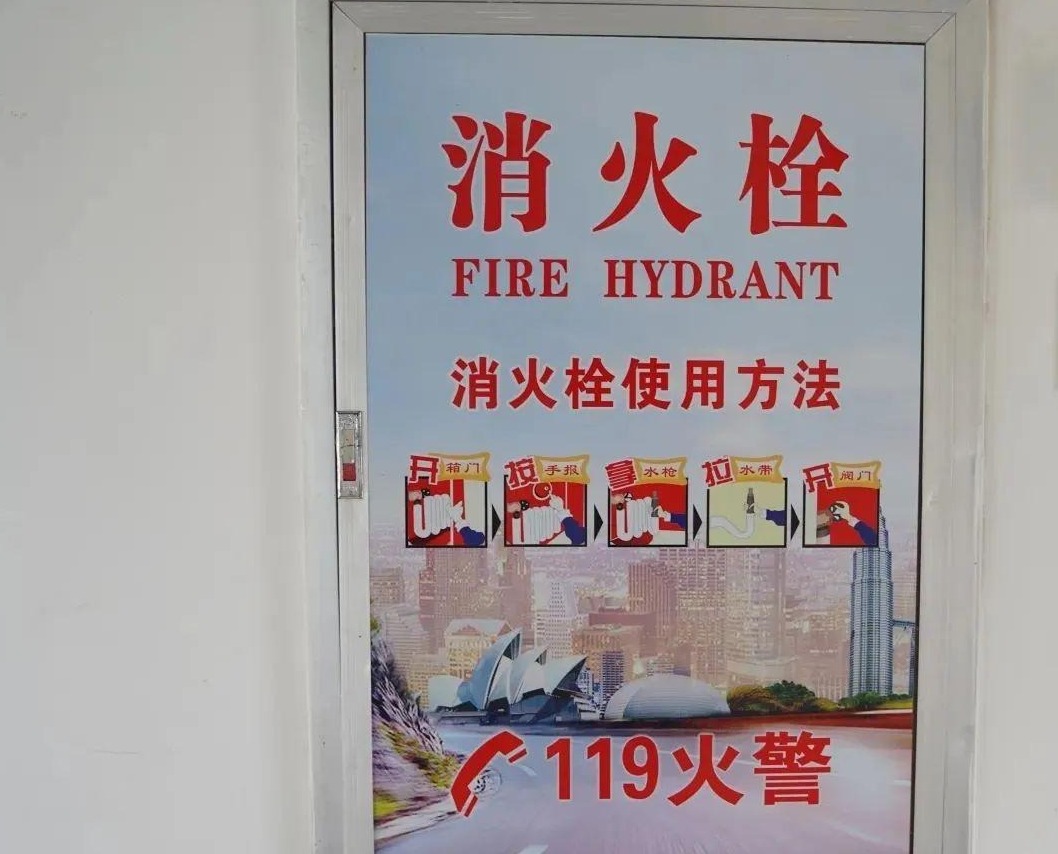 消火栓
FIRE HYDRANT
消火栓使用方法
开箱门 按手报 拿水枪 拉水带 开阀门
119火警